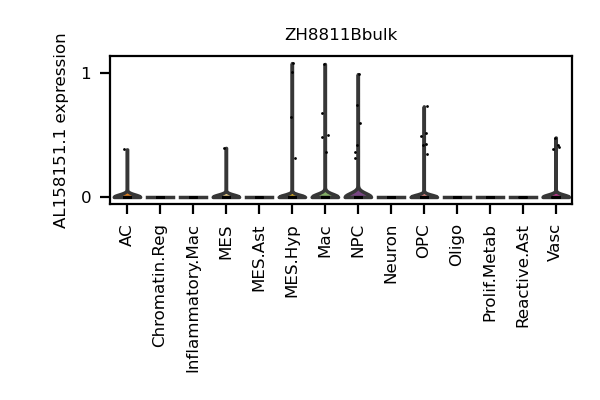 ZH8811Bbulk
AL158151.1 expression
1
0
AC
Chromatin.Reg
Inflammatory.Mac
MES
MES.Ast
MES.Hyp
Mac
NPC
Neuron
OPC
Oligo
Prolif.Metab
Reactive.Ast
Vasc